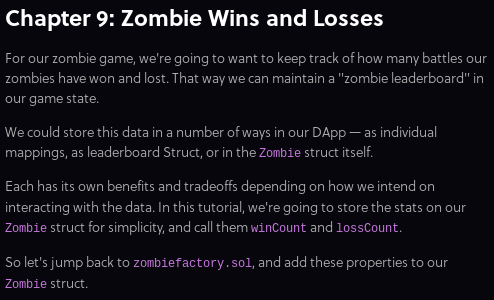 Chapter 9: Zombie Wins and Losses
For our zombie game, we're going to want to keep track of how many battles our
zombies have won and lost. That way we can maintain a "zombie leaderboard" in
our game state.
We could store this data in a number of ways in our DApp — as individual
mappings, as leaderboard Struct, or in the Zombie struct itself.
Each has its own benefits and tradeoffs depending on how we intend on
interacting with the data. In this tutorial, we're going to store the stats on our
Zombie struct for simplicity, and call them winCount and lossCount.
So let's jump back to zombiefactory.sol, and add these properties to our
Zombie struct.